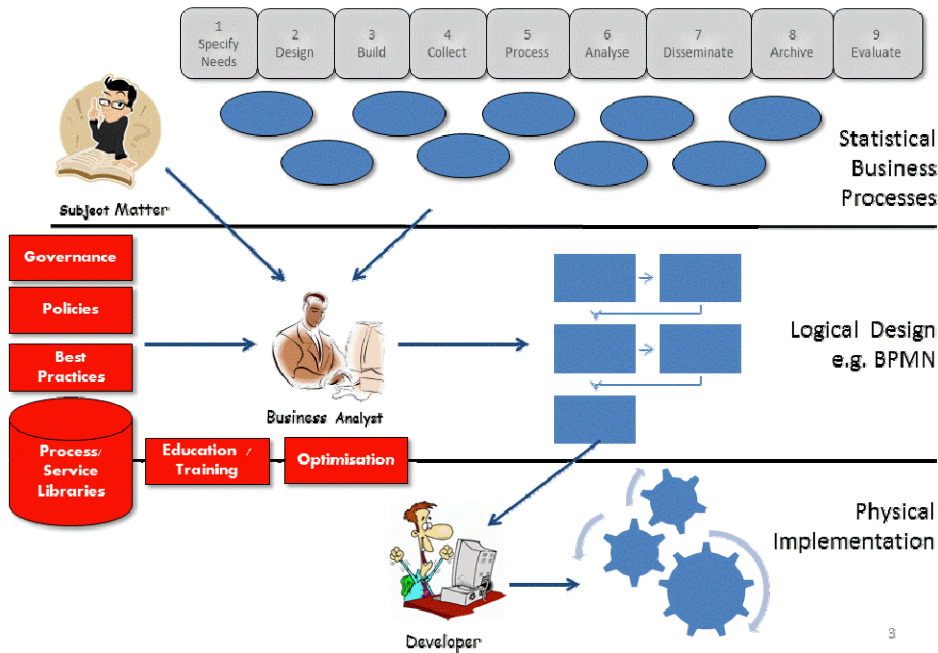 1
Specify
Needs
2
Design
3
Build
4
Collect
5
Process
6
Analyse
7
Disseminate
8
Archive
9
Evaluate
Statistical
Business
Processes
Subject Matter
Governance
Policies
Best
Practices
Process/
Service
Libraries
Education /
Training
Optimisation
Business Analyst
Logical Design
e.g. BPMN
Physical
Implementation
Developer
3